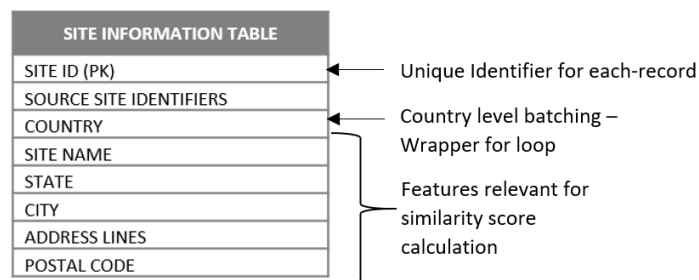 SITE INFORMATION TABLE
SITE ID (PK)
SOURCE SITE IDENTIFIERS
COUNTRY
SITE NAME
STATE
CITY
ADDRESS LINES
POSTAL CODE
Unique Identifier for each-record
Country level batching –
Wrapper for loop
Features relevant for
similarity score
calculation